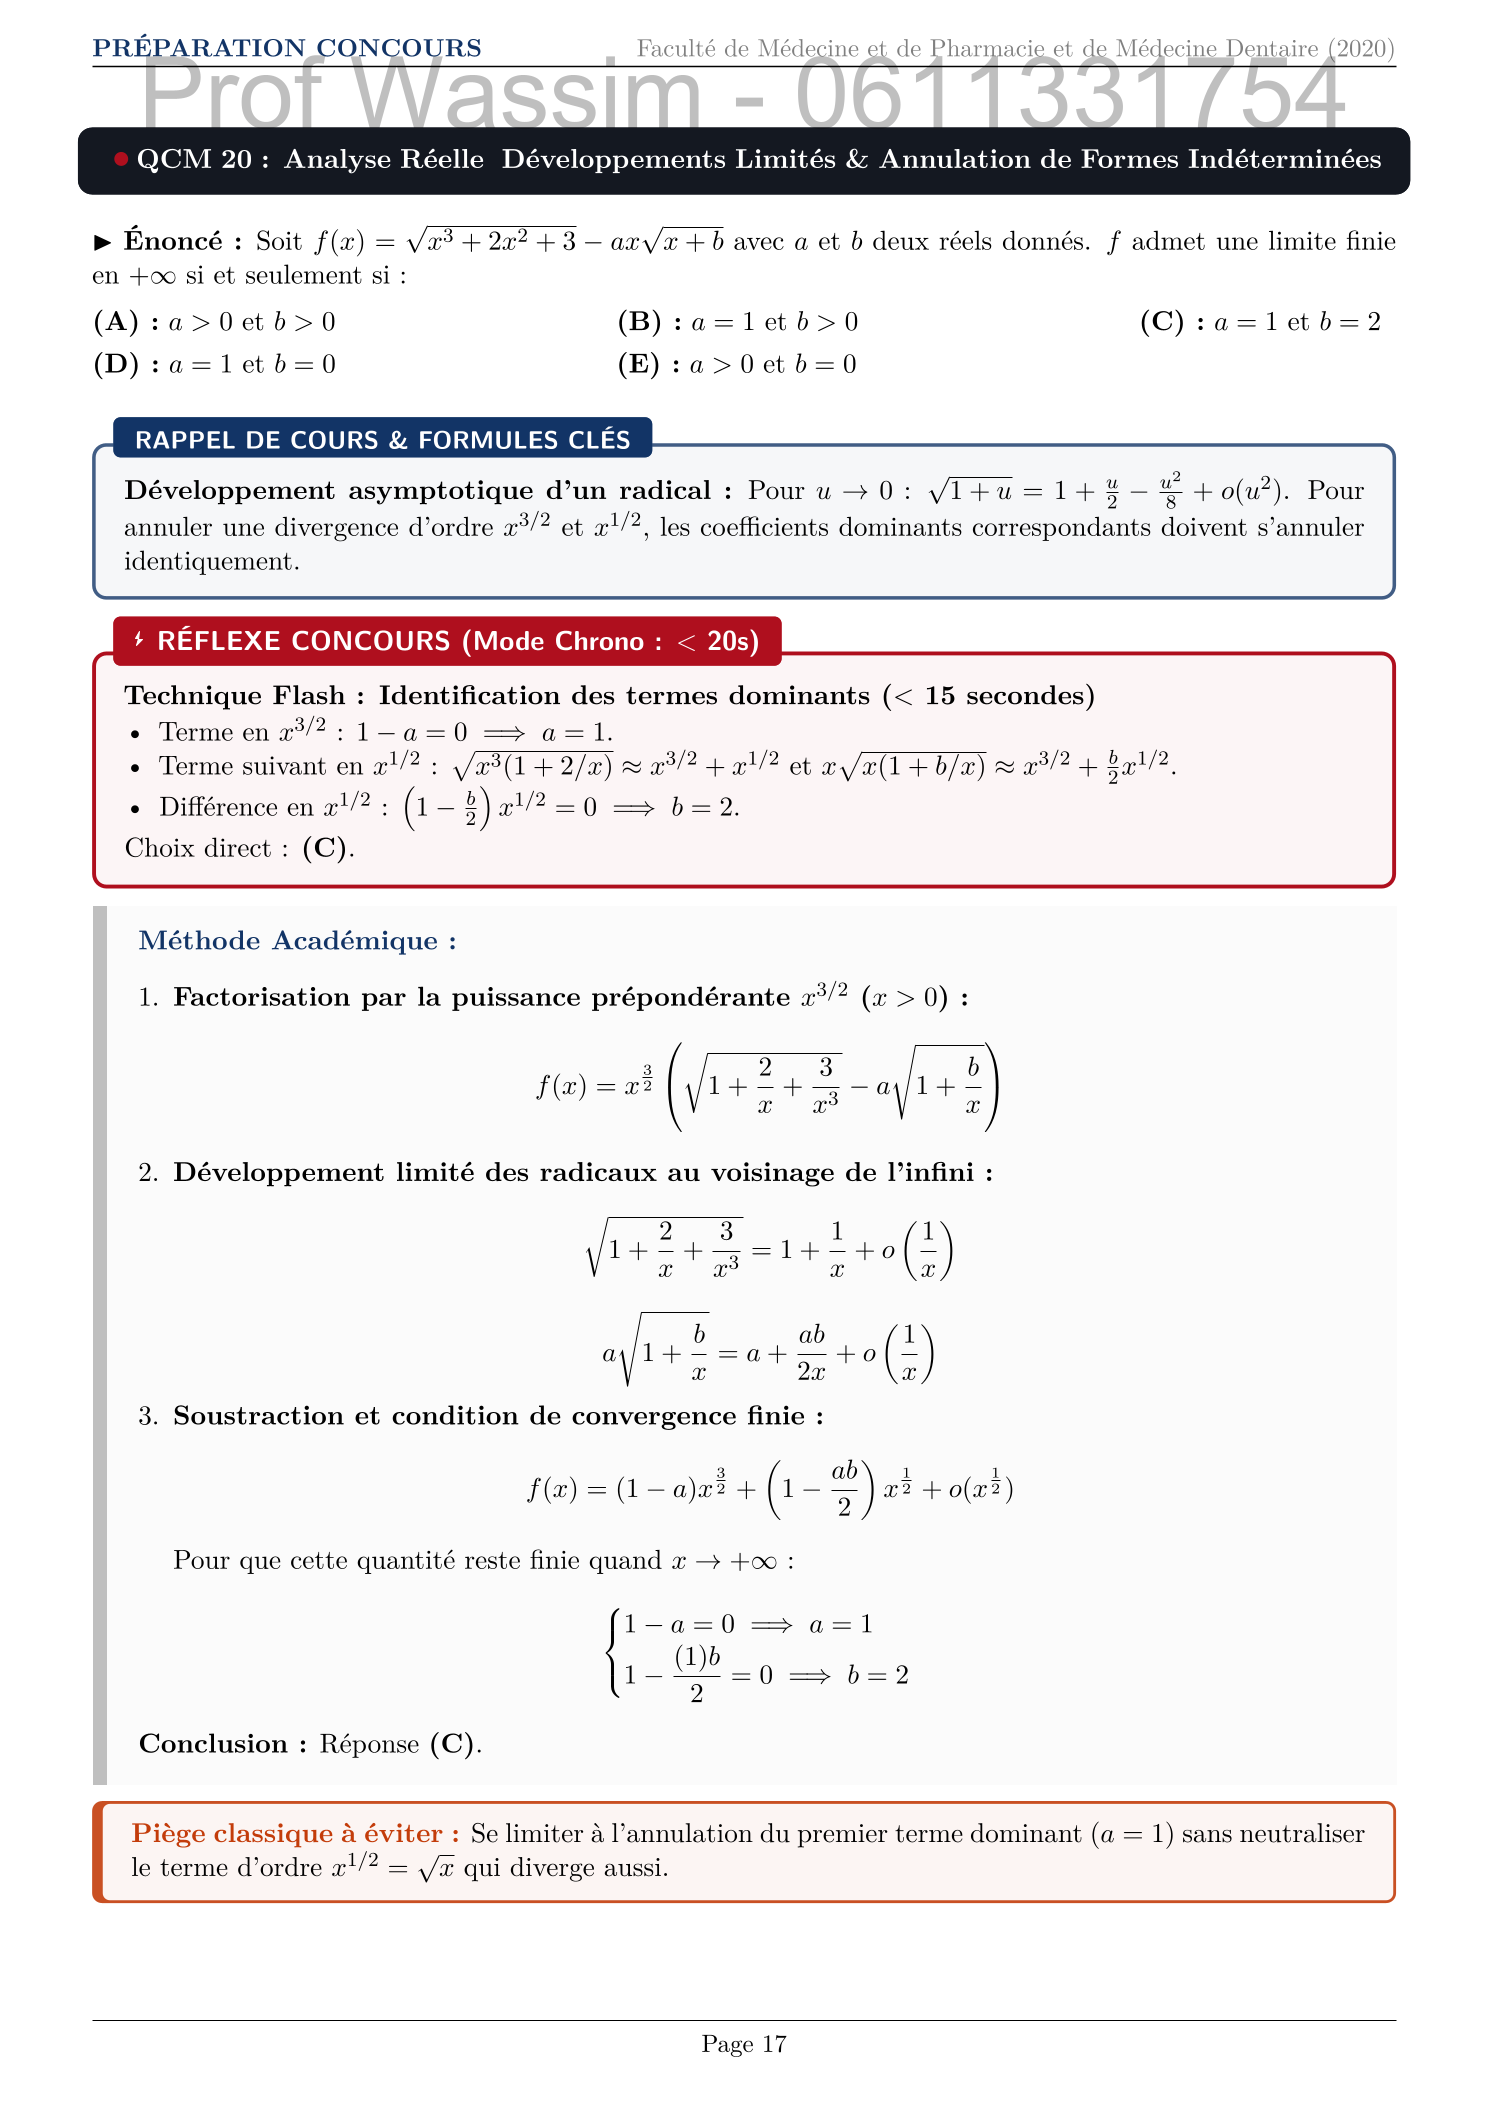 PRÉPARATION CONCOURS Faculté de Médecine et de Pharmacie et de Médecine Dentaire (2020)
Prof Wassim - 0611331754
QCM 20 : Analyse Réelle Développements Limités & Annulation de Formes Indéterminées
► Énoncé : Soit f(x) = √(x³ + 2x² + 3) − ax√(x + b) avec a et b deux réels donnés. f admet une limite finie
en +∞ si et seulement si :
(A) : a > 0 et b > 0 (B) : a = 1 et b > 0 (C) : a = 1 et b = 2
(D) : a = 1 et b = 0 (E) : a > 0 et b = 0
RAPPEL DE COURS & FORMULES CLÉS
Développement asymptotique d'un radical : Pour u → 0 : √(1 + u) = 1 + u/2 − u²/8 + o(u²). Pour
annuler une divergence d'ordre x^(3/2) et x^(1/2), les coefficients dominants correspondants doivent s'annuler
identiquement.
RÉFLEXE CONCOURS (Mode Chrono : < 20s)
Technique Flash : Identification des termes dominants (< 15 secondes)
• Terme en x^(3/2) : 1 − a = 0 ⟹ a = 1.
• Terme suivant en x^(1/2) : √(x³(1 + 2/x)) ≈ x^(3/2) + x^(1/2) et x√(x(1 + b/x)) ≈ x^(3/2) + b/2 x^(1/2).
• Différence en x^(1/2) : (1 − b/2) x^(1/2) = 0 ⟹ b = 2.
Choix direct : (C).
Méthode Académique :
1. Factorisation par la puissance prépondérante x^(3/2) (x > 0) :
f(x) = x^(3/2) (√(1 + 2/x + 3/x³) − a√(1 + b/x))
2. Développement limité des radicaux au voisinage de l'infini :
√(1 + 2/x + 3/x³) = 1 + 1/x + o(1/x)
a√(1 + b/x) = a + ab/2x + o(1/x)
3. Soustraction et condition de convergence finie :
f(x) = (1 − a)x^(3/2) + (1 − ab/2) x^(1/2) + o(x^(1/2))
Pour que cette quantité reste finie quand x → +∞ :
{1 − a = 0 ⟹ a = 1
1 − (1)b/2 = 0 ⟹ b = 2
Conclusion : Réponse (C).
Piège classique à éviter : Se limiter à l'annulation du premier terme dominant (a = 1) sans neutraliser
le terme d'ordre x^(1/2) = √x qui diverge aussi.
Page 17